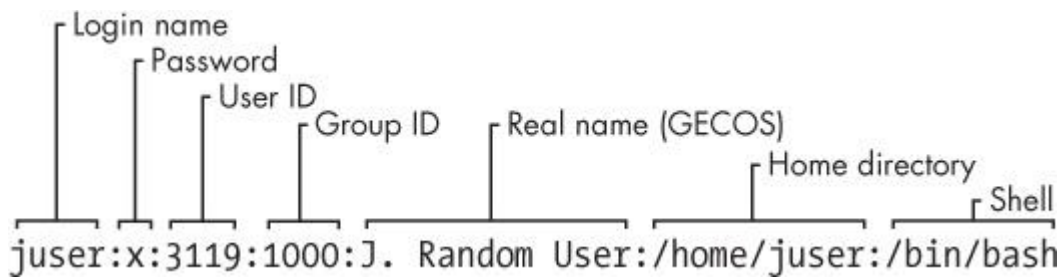 Login name
Password
User ID
Group ID
Real name (GECOS)
Home directory
Shell
juser:x:3119:1000:J. Random User:/home/juser:/bin/bash